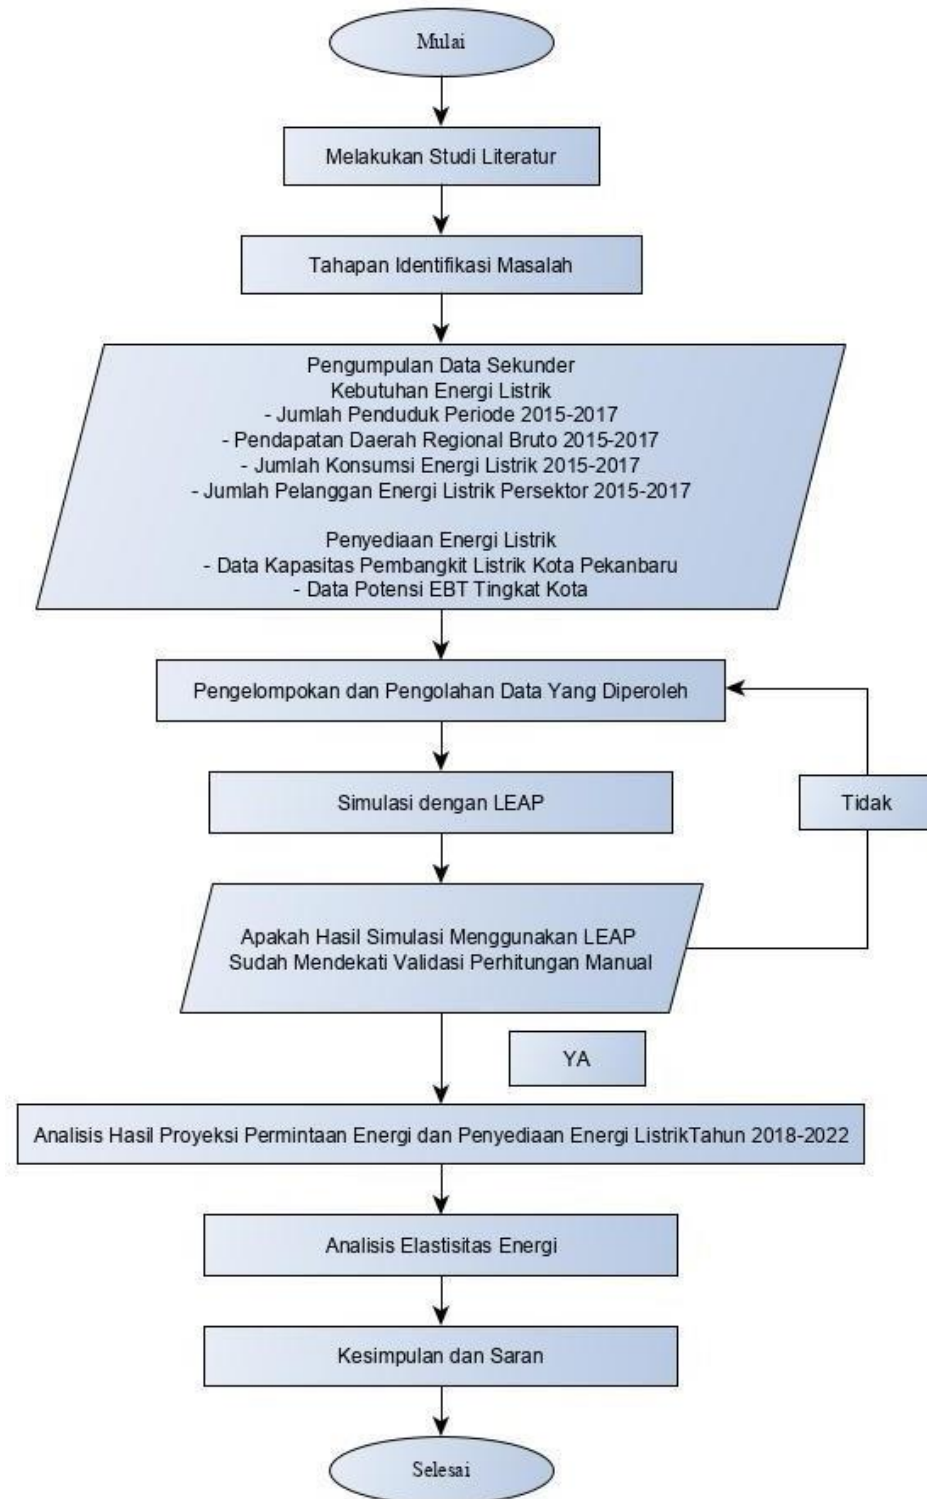 Mulai
Melakukan Studi Literatur
Tahapan Identifikasi Masalah
Pengumpulan Data Sekunder
Kebutuhan Energi Listrik
- Jumlah Penduduk Periode 2015-2017
- Pendapatan Daerah Regional Bruto 2015-2017
- Jumlah Konsumsi Energi Listrik 2015-2017
- Jumlah Pelanggan Energi Listrik Persektor 2015-2017
Penyediaan Energi Listrik
- Data Kapasitas Pembangkit Listrik Kota Pekanbaru
- Data Potensi EBT Tingkat Kota
Pengelompokan dan Pengolahan Data Yang Diperoleh
Simulasi dengan LEAP
Tidak
Apakah Hasil Simulasi Menggunakan LEAP
Sudah Mendekati Validasi Perhitungan Manual
YA
Analisis Hasil Proyeksi Permintaan Energi dan Penyediaan Energi ListrikTahun 2018-2022
Analisis Elastisitas Energi
Kesimpulan dan Saran
Selesai